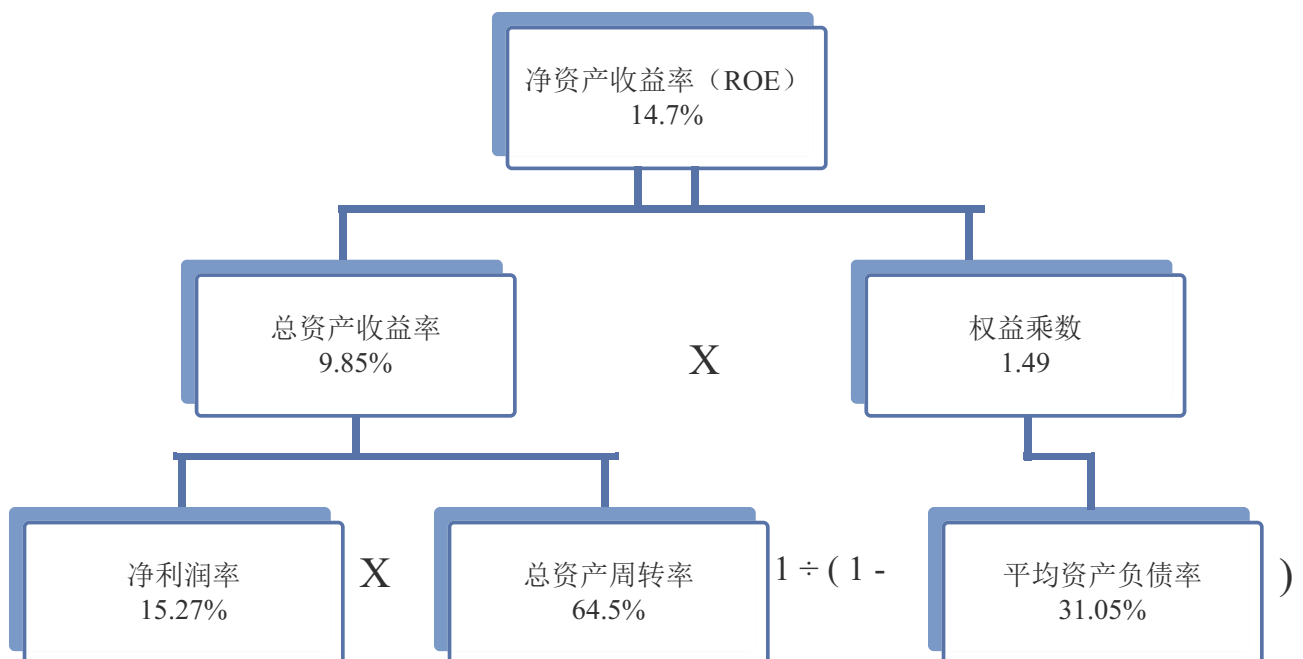 净资产收益率（ROE）
14.7%
总资产收益率
9.85%
X
权益乘数
1.49
净利润率
15.27%
X
总资产周转率
64.5%
1 ÷ ( 1 -
平均资产负债率
31.05%
)